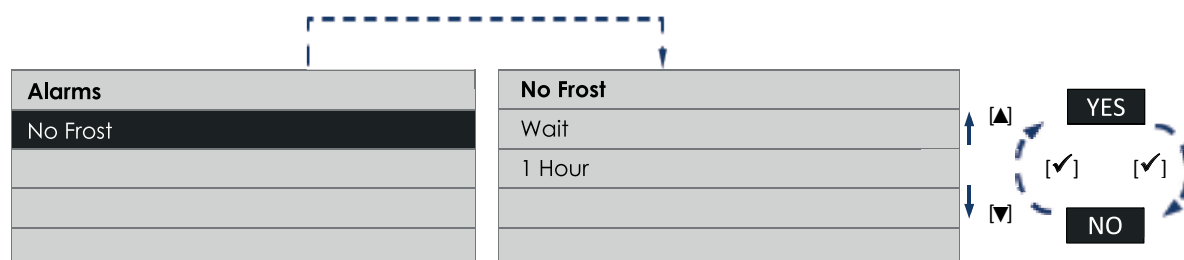 Alarms
No Frost
No Frost
Wait
1 Hour
[▲]
[▼]
YES
[✓] [✓]
NO